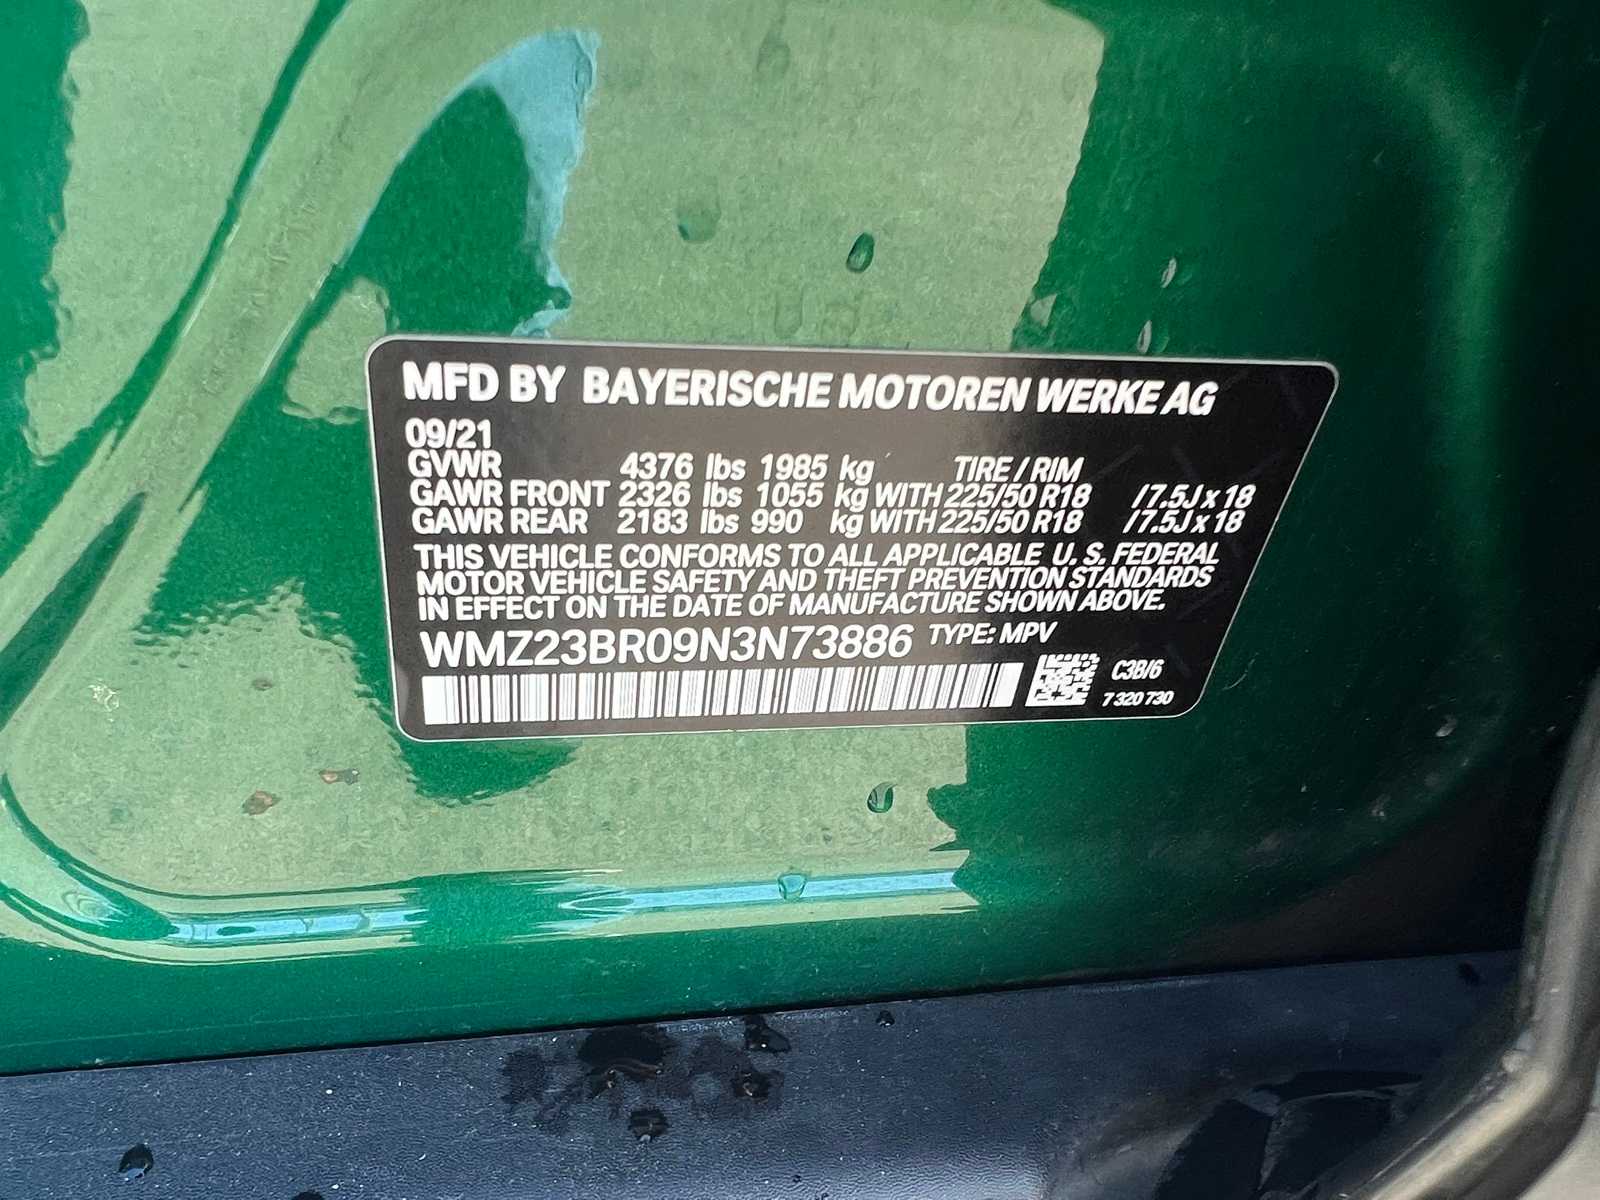 MFD BY BAYERISCHE MOTOREN WERKE AG
09/21
GVWR 4376 lbs 1985 kg TIRE / RIM
GAWR FRONT 2326 lbs 1055 kg WITH 225/50 R18 / 7.5J x 18
GAWR REAR 2183 lbs 990 kg WITH 225/50 R18 / 7.5J x 18
THIS VEHICLE CONFORMS TO ALL APPLICABLE U. S. FEDERAL
MOTOR VEHICLE SAFETY AND THEFT PREVENTION STANDARDS
IN EFFECT ON THE DATE OF MANUFACTURE SHOWN ABOVE.
WMZ23BR09N3N73886 TYPE: MPV
C3B/6
7 320 730